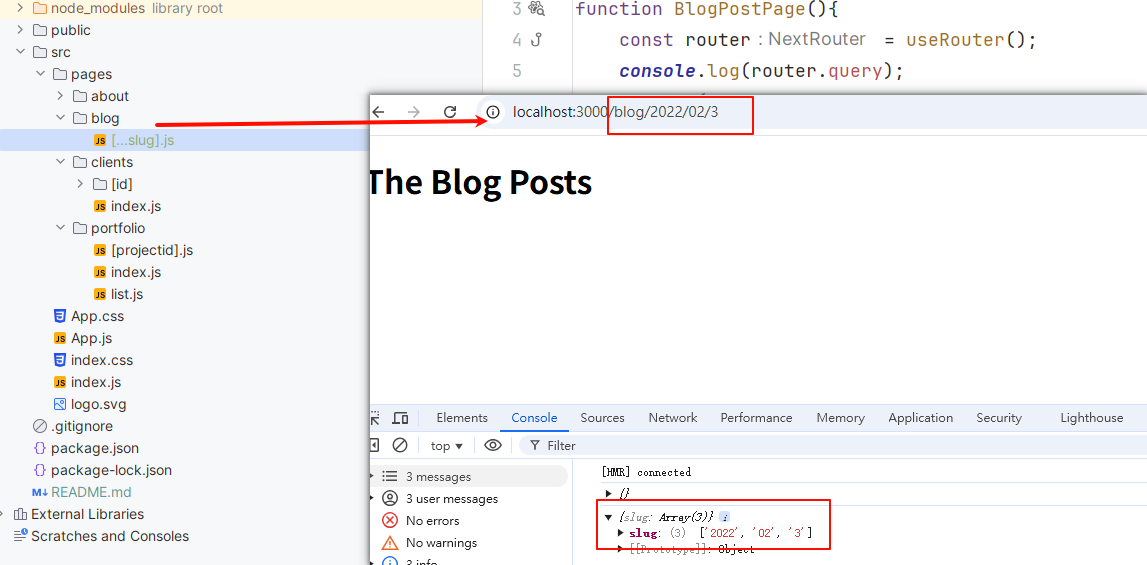 node_modules library root
public
src
pages
about
blog
[...slug].js
clients
[id]
index.js
portfolio
[projectid].js
index.js
list.js
App.css
App.js
index.css
index.js
logo.svg
.gitignore
package.json
package-lock.json
README.md
External Libraries
Scratches and Consoles
3 function BlogPostPage(){
4 const router : NextRouter = useRouter();
5 console.log(router.query);
localhost:3000/blog/2022/02/3
The Blog Posts
Elements Console Sources Network Performance Memory Application Security Lighthouse
top ▼ Filter
3 messages
3 user messages
No errors
No warnings
3 info
[HMR] connected
▶ {}
▼ {slug: Array(3)} i
▶ slug: (3) ['2022', '02', '3']
▶ [[Prototype]]: Object